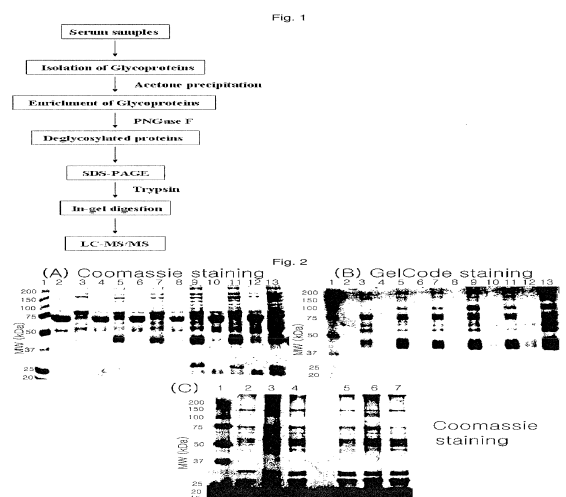 Fig. 1
Serum samples
Isolation of Glycoproteins
Acetone precipitation
Enrichment of Glycoproteins
PNGase F
Deglycosylated proteins
SDS-PAGE
Trypsin
In-gel digestion
LC-MS/MS
Fig. 2
(A) Coomassie staining
1 2 3 4 5 6 7 8 9 10 11 12 13
200
150
100
75
50
37
25
20
MW (kDa)
(B) GelCode staining
1 2 3 4 5 6 7 8 9 10 11 12 13
200
150
100
75
50
37
25
20
MW (kDa)
(C)
1 2 3 4 5 6 7
200
150
100
75
50
37
25
20
MW (kDa)
Coomassie
staining